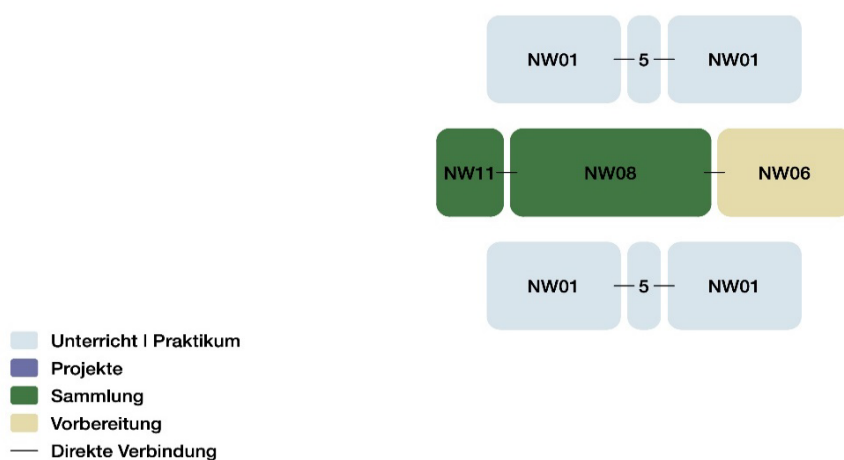 NW01 5 NW01
NW11 NW08 NW06
NW01 5 NW01
Unterricht | Praktikum
Projekte
Sammlung
Vorbereitung
Direkte Verbindung